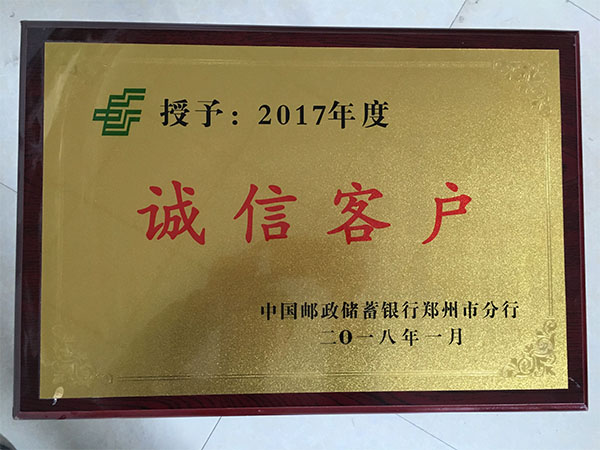 授予：2017年度
诚信客户
中国邮政储蓄银行郑州市分行
二〇一八年一月